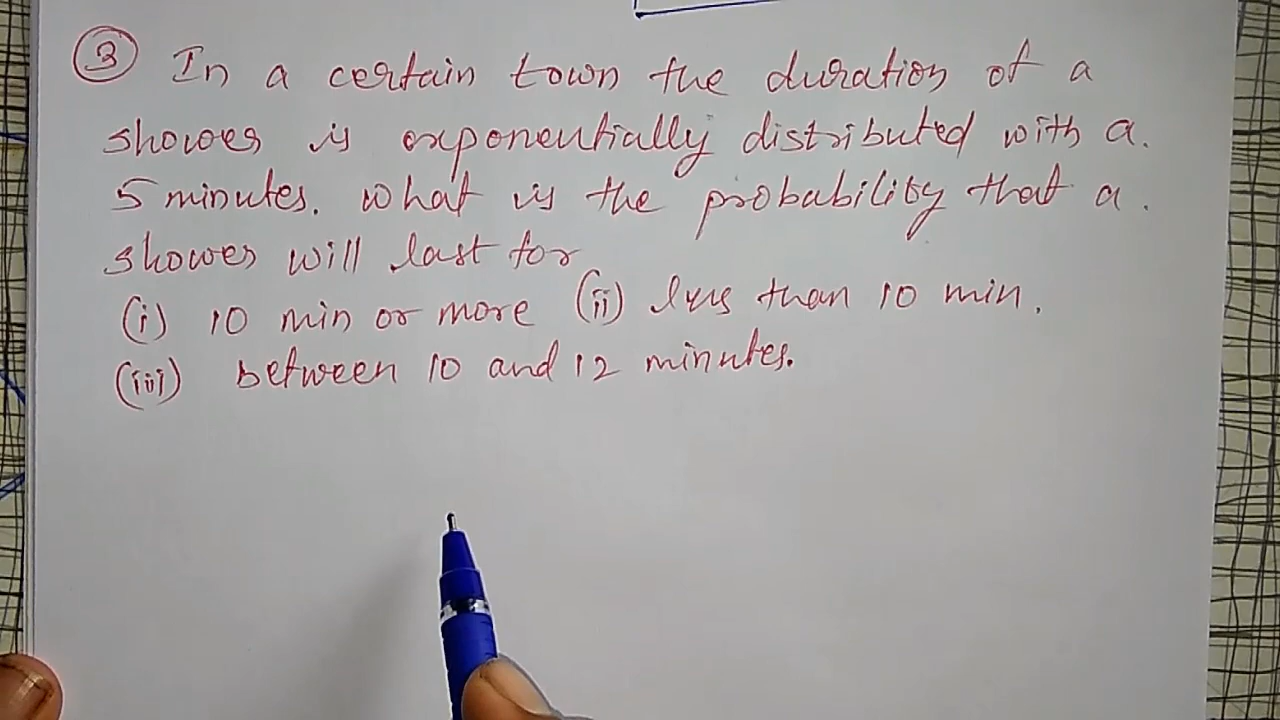 ③ In a certain town the duration of a
shower is exponentially distributed with a.
5 minutes. what is the probability that a.
shower will last for
(i) 10 min or more (ii) less than 10 min.
(iii) between 10 and 12 minutes.